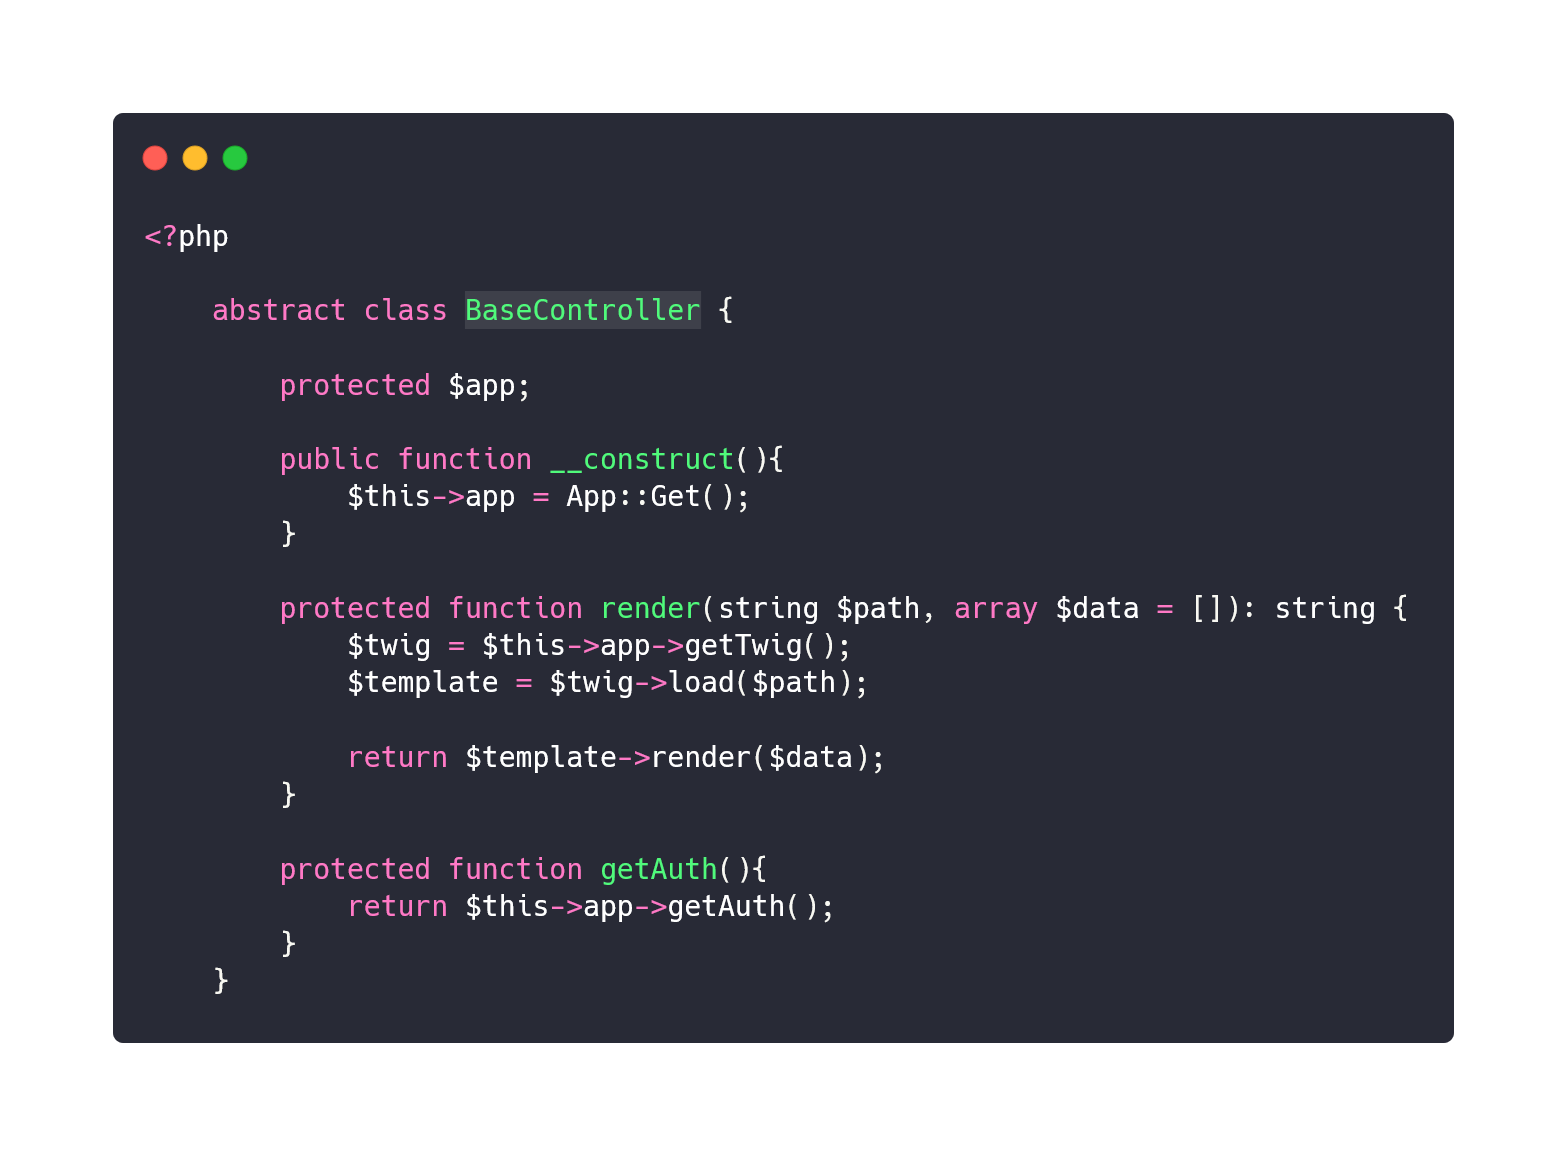 <?php
abstract class BaseController {
protected $app;
public function __construct(){
$this->app = App::Get();
}
protected function render(string $path, array $data = []): string {
$twig = $this->app->getTwig();
$template = $twig->load($path);
return $template->render($data);
}
protected function getAuth(){
return $this->app->getAuth();
}
}